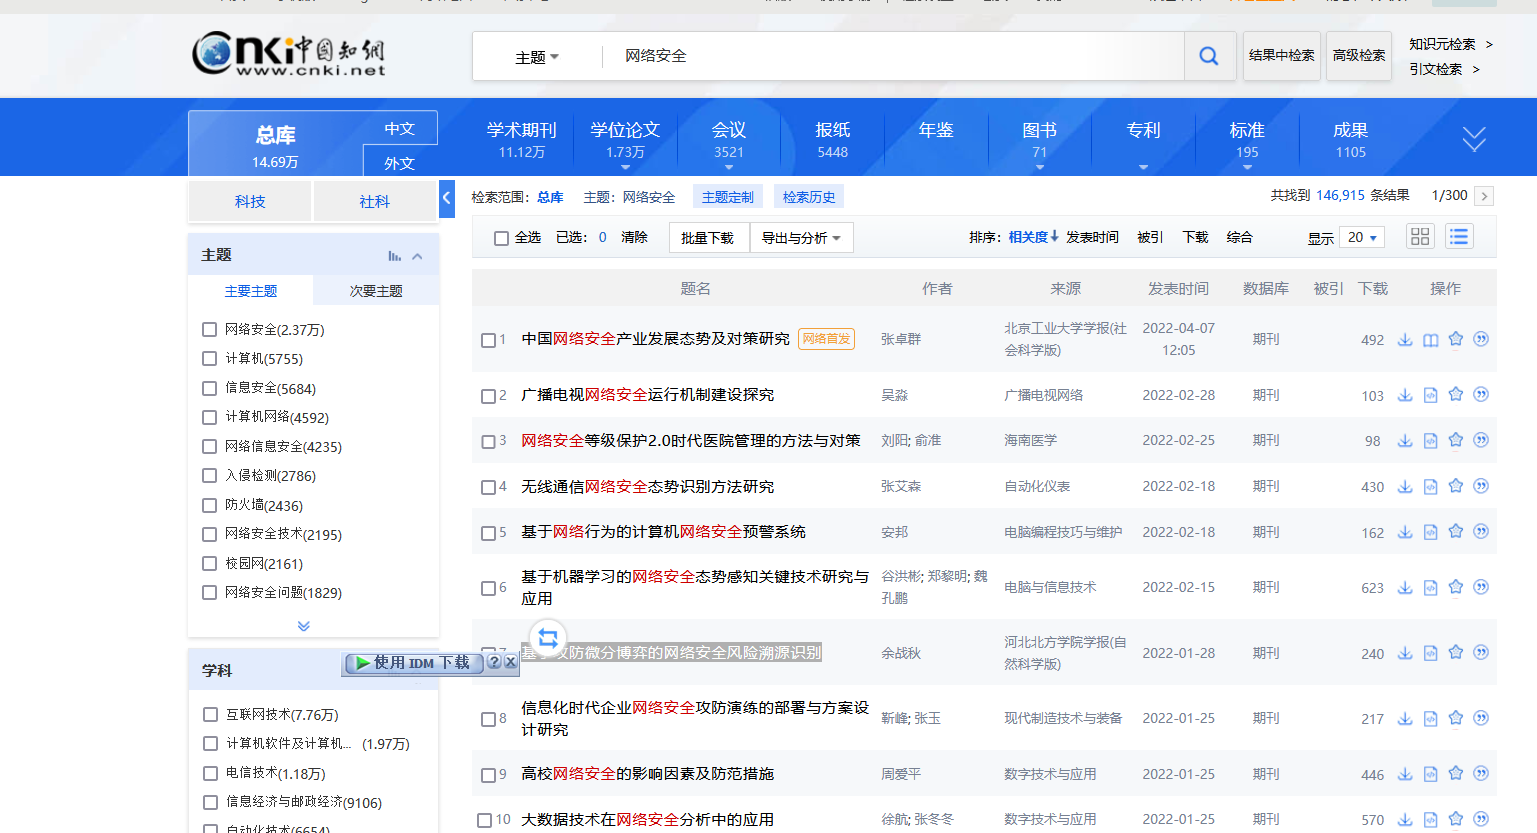 CNKI中国知網
www.cnki.net
主题
网络安全
结果中检索
高级检索
知识元检索 >
引文检索 >
总库
14.69万
中文
外文
学术期刊
11.12万
学位论文
1.73万
会议
3521
报纸
5448
年鉴
图书
71
专利
标准
195
成果
1105
科技
社科
检索范围：总库 主题：网络安全 主题定制 检索历史
共找到 146,915 条结果 1/300 >
全选 已选：0 清除 批量下载 导出与分析
排序：相关度↓ 发表时间 被引 下载 综合 显示 20
主题
主要主题
次要主题
网络安全(2.37万)
计算机(5755)
信息安全(5684)
计算机网络(4592)
网络信息安全(4235)
入侵检测(2786)
防火墙(2436)
网络安全技术(2195)
校园网(2161)
网络安全问题(1829)
学科
使用 IDM 下载 ? X
互联网技术(7.76万)
计算机软件及计算机... (1.97万)
电信技术(1.18万)
信息经济与邮政经济(9106)
自动化技术(6654)
题名 作者 来源 发表时间 数据库 被引 下载 操作
1 中国网络安全产业发展态势及对策研究 网络首发 张卓群 北京工业大学学报(社会科学版) 2022-04-07 12:05 期刊 492
2 广播电视网络安全运行机制建设探究 吴淼 广播电视网络 2022-02-28 期刊 103
3 网络安全等级保护2.0时代医院管理的方法与对策 刘阳; 俞准 海南医学 2022-02-25 期刊 98
4 无线通信网络安全态势识别方法研究 张艾森 自动化仪表 2022-02-18 期刊 430
5 基于网络行为的计算机网络安全预警系统 安邦 电脑编程技巧与维护 2022-02-18 期刊 162
6 基于机器学习的网络安全态势感知关键技术研究与应用 谷洪彬; 郑黎明; 魏孔鹏 电脑与信息技术 2022-02-15 期刊 623
7 基于攻防微分博弈的网络安全风险溯源识别 余战秋 河北北方学院学报(自然科学版) 2022-01-28 期刊 240
8 信息化时代企业网络安全攻防演练的部署与方案设计研究 靳峰; 张玉 现代制造技术与装备 2022-01-25 期刊 217
9 高校网络安全的影响因素及防范措施 周爱平 数字技术与应用 2022-01-25 期刊 446
10 大数据技术在网络安全分析中的应用 徐航; 张冬冬 数字技术与应用 2022-01-25 期刊 570